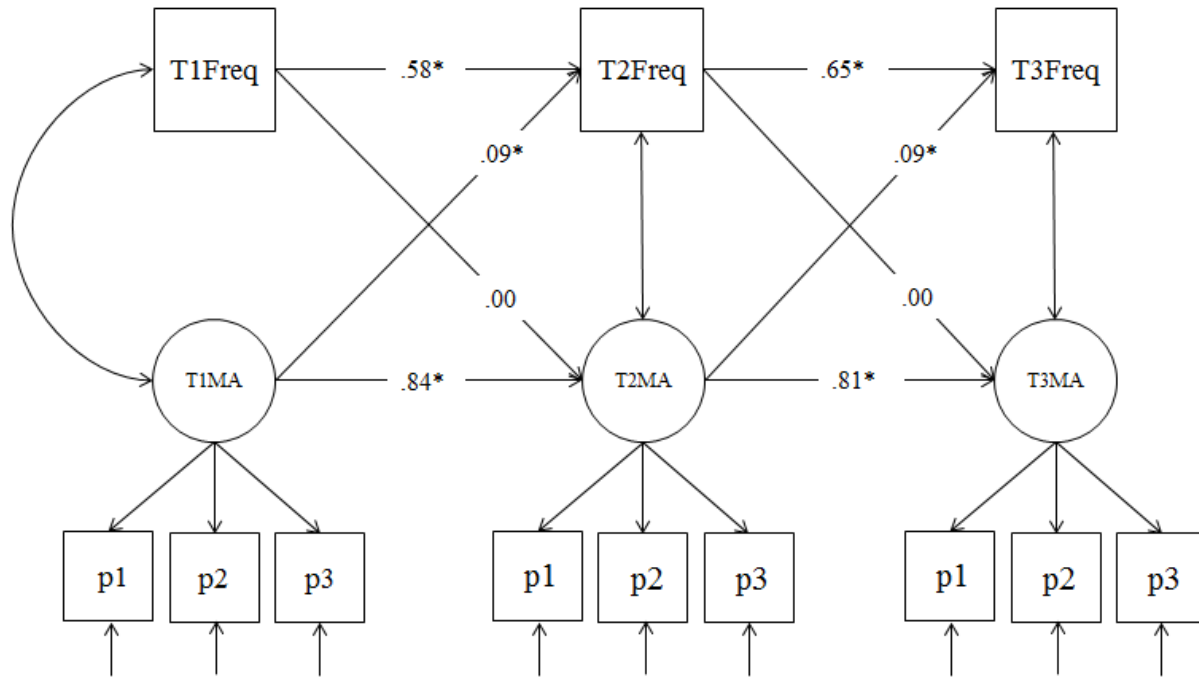 T1Freq
.58*
T2Freq
.65*
T3Freq
.09*
.09*
.00
.00
T1MA
.84*
T2MA
.81*
T3MA
p1
p2
p3
p1
p2
p3
p1
p2
p3